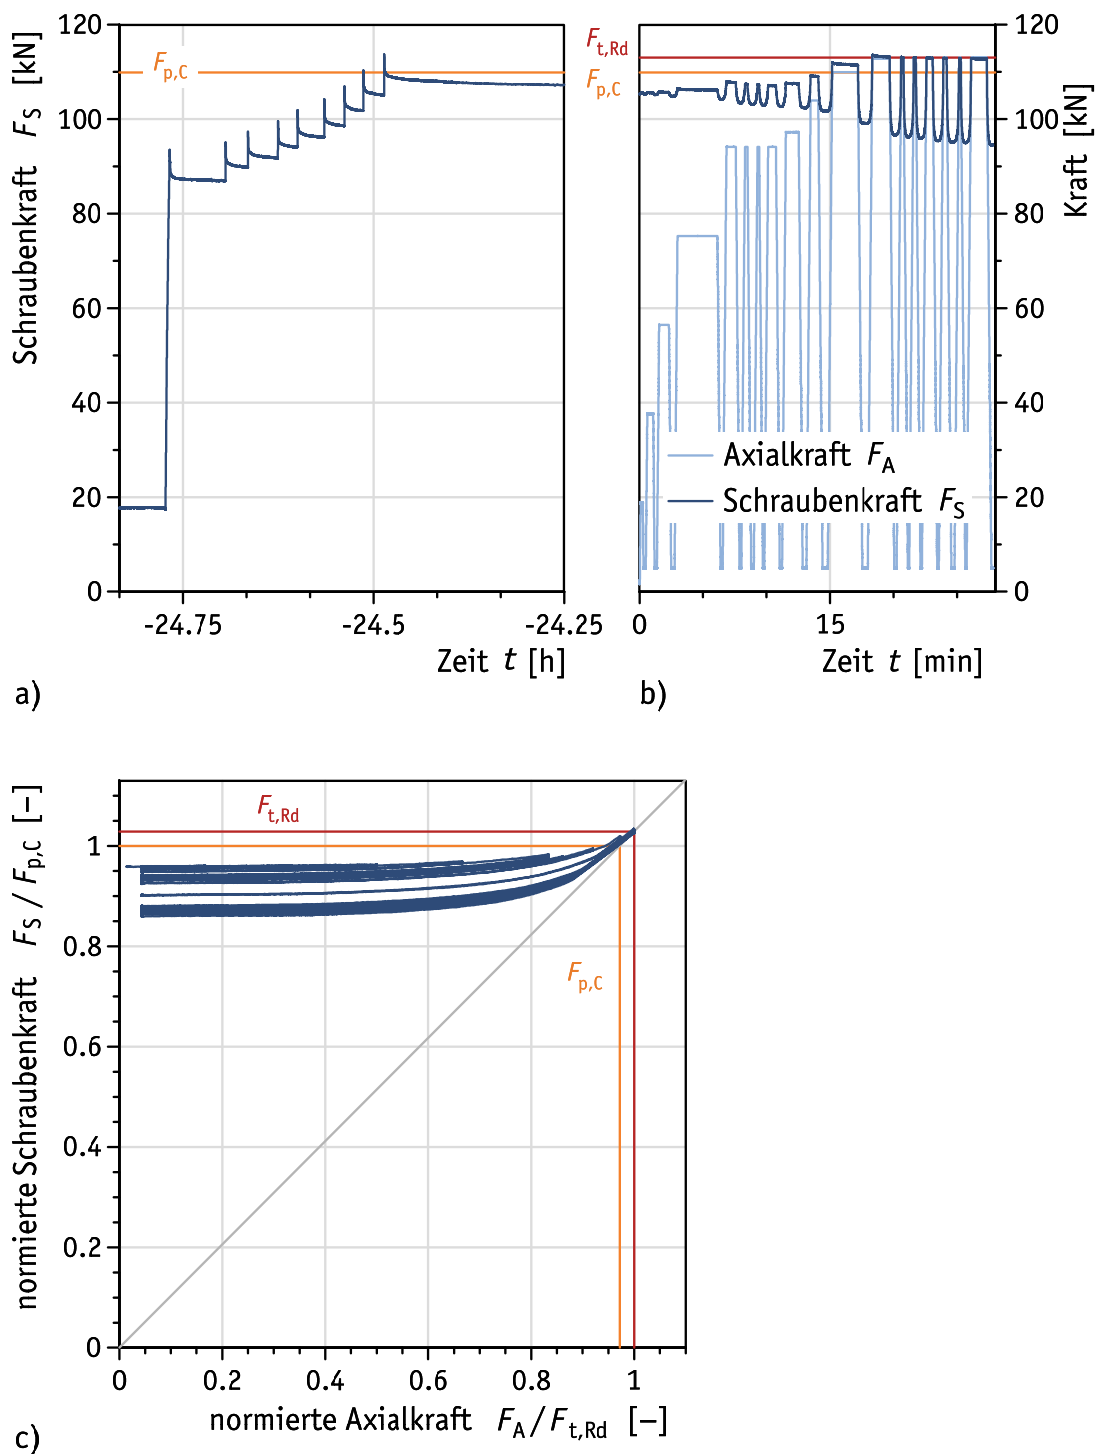 120
100
80
60
40
20
0
Schraubenkraft F_S [kN]
F_p,C
-24.75
-24.5
-24.25
Zeit t [h]
a)
F_t,Rd
F_p,C
120
100
80
60
40
20
0
Kraft [kN]
Axialkraft F_A
Schraubenkraft F_S
0
15
Zeit t [min]
b)
normierte Schraubenkraft F_S / F_p,C [–]
1
0.8
0.6
0.4
0.2
0
F_t,Rd
F_p,C
0
0.2
0.4
0.6
0.8
1
normierte Axialkraft F_A / F_t,Rd [–]
c)